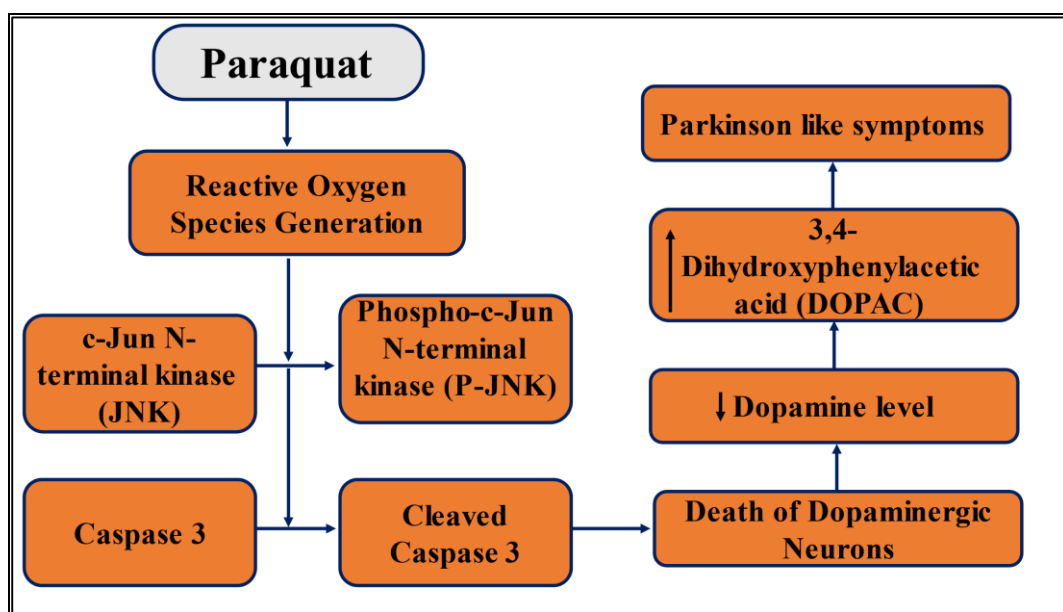 Paraquat
Reactive Oxygen
Species Generation
c-Jun N-
terminal kinase
(JNK)
Phospho-c-Jun
N-terminal
kinase (P-JNK)
Caspase 3
Cleaved
Caspase 3
Death of Dopaminergic
Neurons
↓ Dopamine level
↑ 3,4-
Dihydroxyphenylacetic
acid (DOPAC)
Parkinson like symptoms